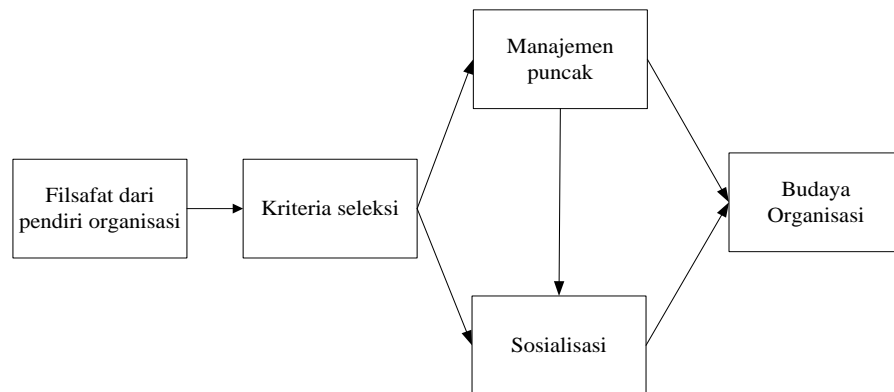 Filsafat dari
pendiri organisasi
Kriteria seleksi
Manajemen
puncak
Sosialisasi
Budaya
Organisasi